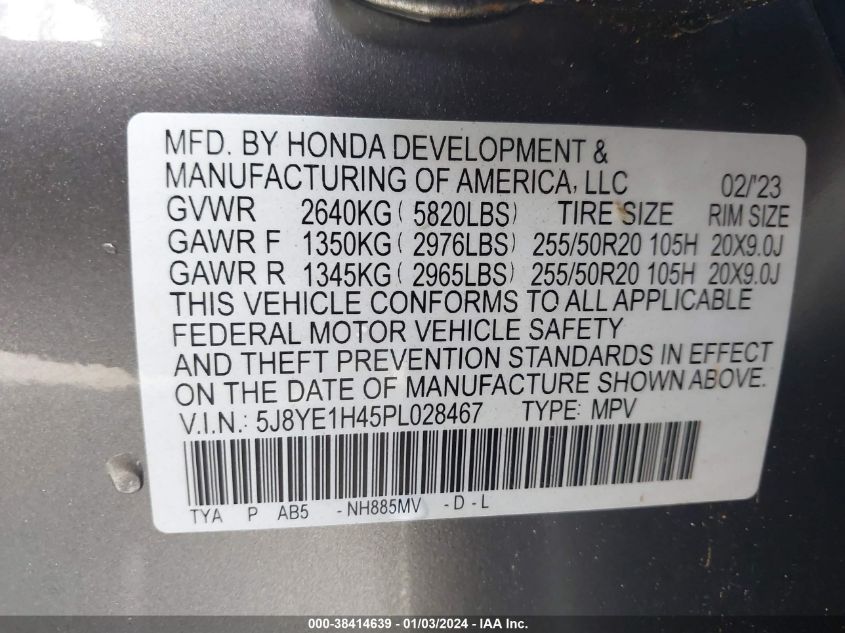 MFD. BY HONDA DEVELOPMENT &
MANUFACTURING OF AMERICA, LLC 02/'23
GVWR 2640KG ( 5820LBS) TIRE SIZE RIM SIZE
GAWR F 1350KG ( 2976LBS) 255/50R20 105H 20X9.0J
GAWR R 1345KG ( 2965LBS) 255/50R20 105H 20X9.0J
THIS VEHICLE CONFORMS TO ALL APPLICABLE
FEDERAL MOTOR VEHICLE SAFETY
AND THEFT PREVENTION STANDARDS IN EFFECT
ON THE DATE OF MANUFACTURE SHOWN ABOVE.
V.I.N.: 5J8YE1H45PL028467 TYPE: MPV
TYA P AB5 - NH885MV - D - L
000-38414639 - 01/03/2024 - IAA Inc.